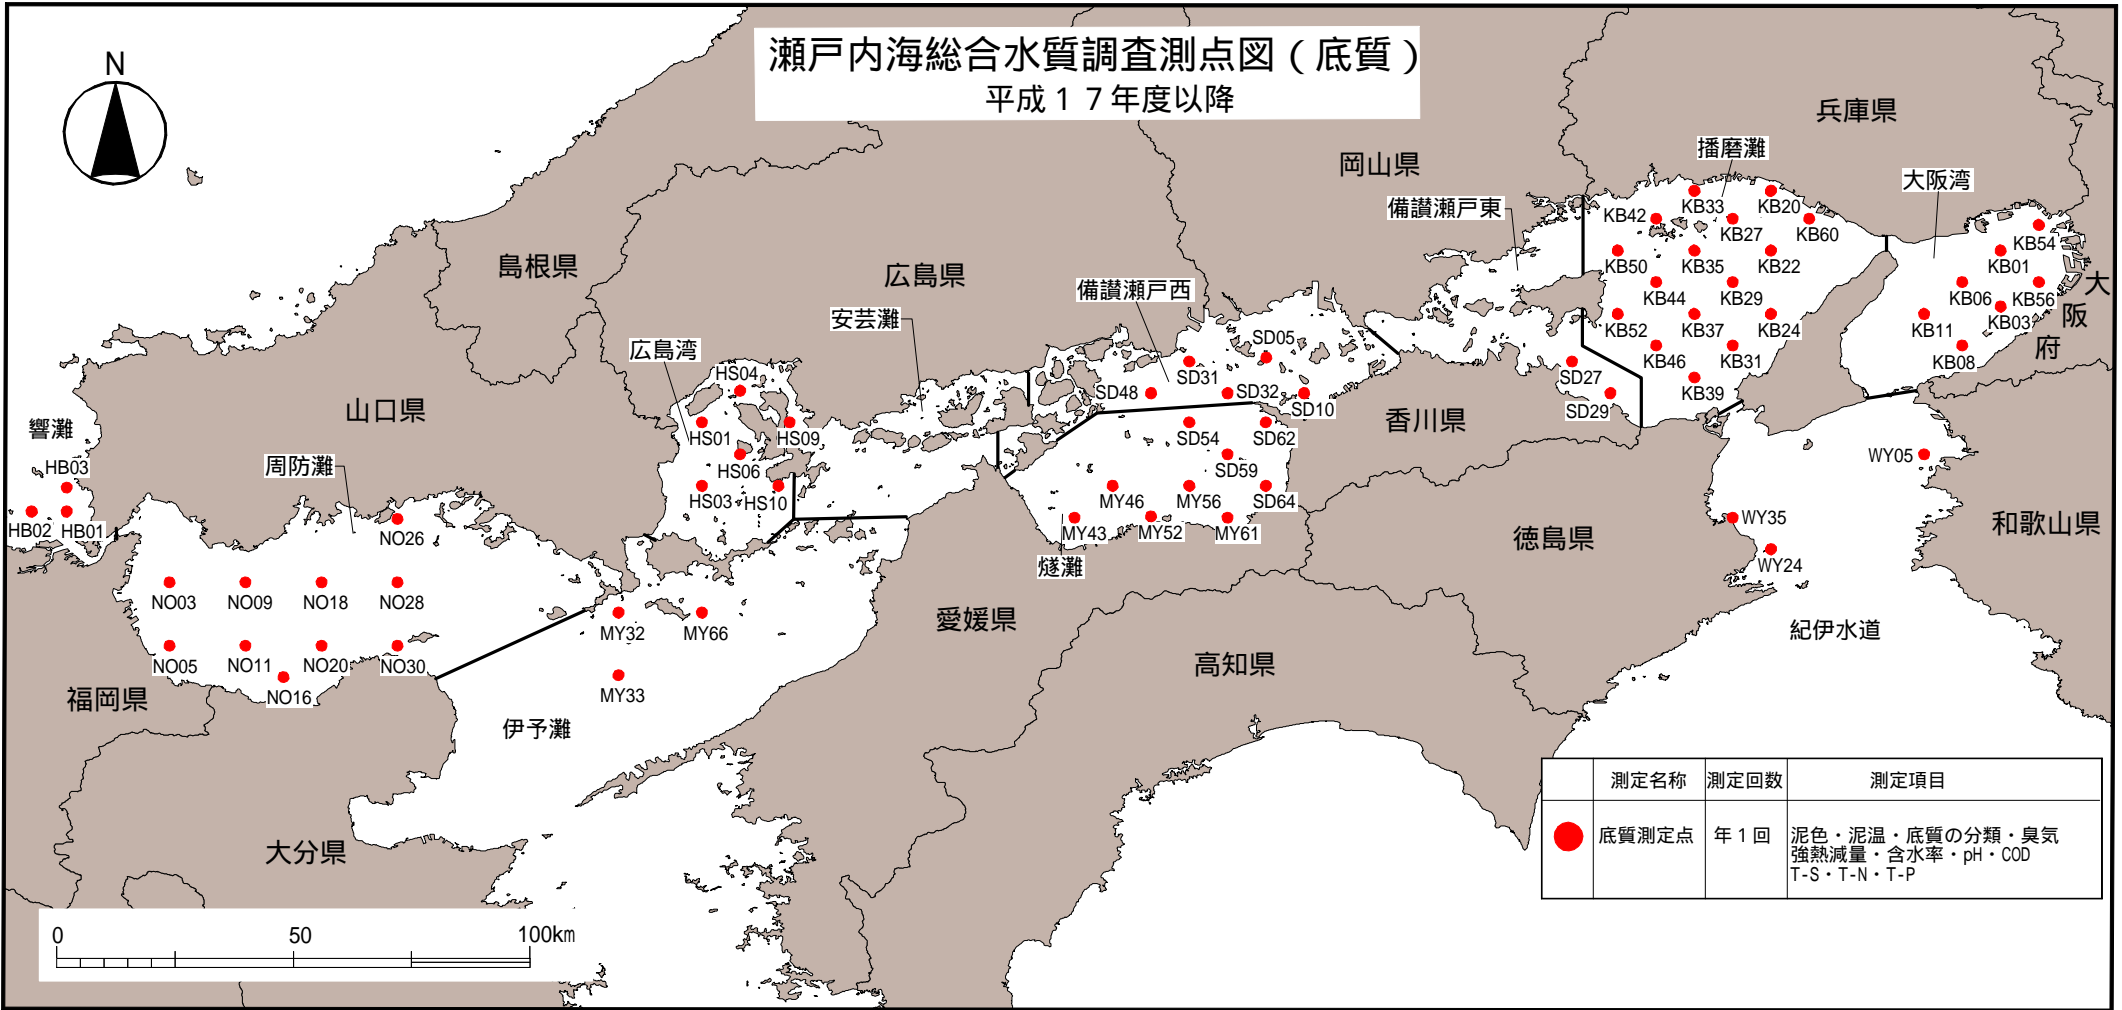 瀬戸内海総合水質調査測点図（底質）
平成１７年度以降
N
兵庫県
岡山県
播磨灘
大阪湾
備讃瀬戸東
島根県
広島県
備讃瀬戸西
安芸灘
広島湾
山口県
響灘
周防灘
香川県
大
阪
府
徳島県
和歌山県
燧灘
愛媛県
高知県
紀伊水道
伊予灘
福岡県
大分県
KB33
KB20
KB42
KB27
KB60
KB54
KB50
KB35
KB22
KB01
KB44
KB29
KB06
KB56
KB52
KB37
KB24
KB11
KB03
KB46
KB31
KB08
KB39
SD05
SD31
SD27
SD48
SD32
SD10
SD29
HS04
HS01
HS09
SD54
SD62
HS06
SD59
WY05
HB03
HS03
HS10
MY46
MY56
SD64
HB02
HB01
NO26
MY43
MY52
MY61
WY35
WY24
NO03
NO09
NO18
NO28
MY32
MY66
NO05
NO11
NO20
NO30
NO16
MY33
測定名称
測定回数
測定項目
底質測定点
年１回
泥色・泥温・底質の分類・臭気
強熱減量・含水率・pH・COD
T-S・T-N・T-P
0
50
100km